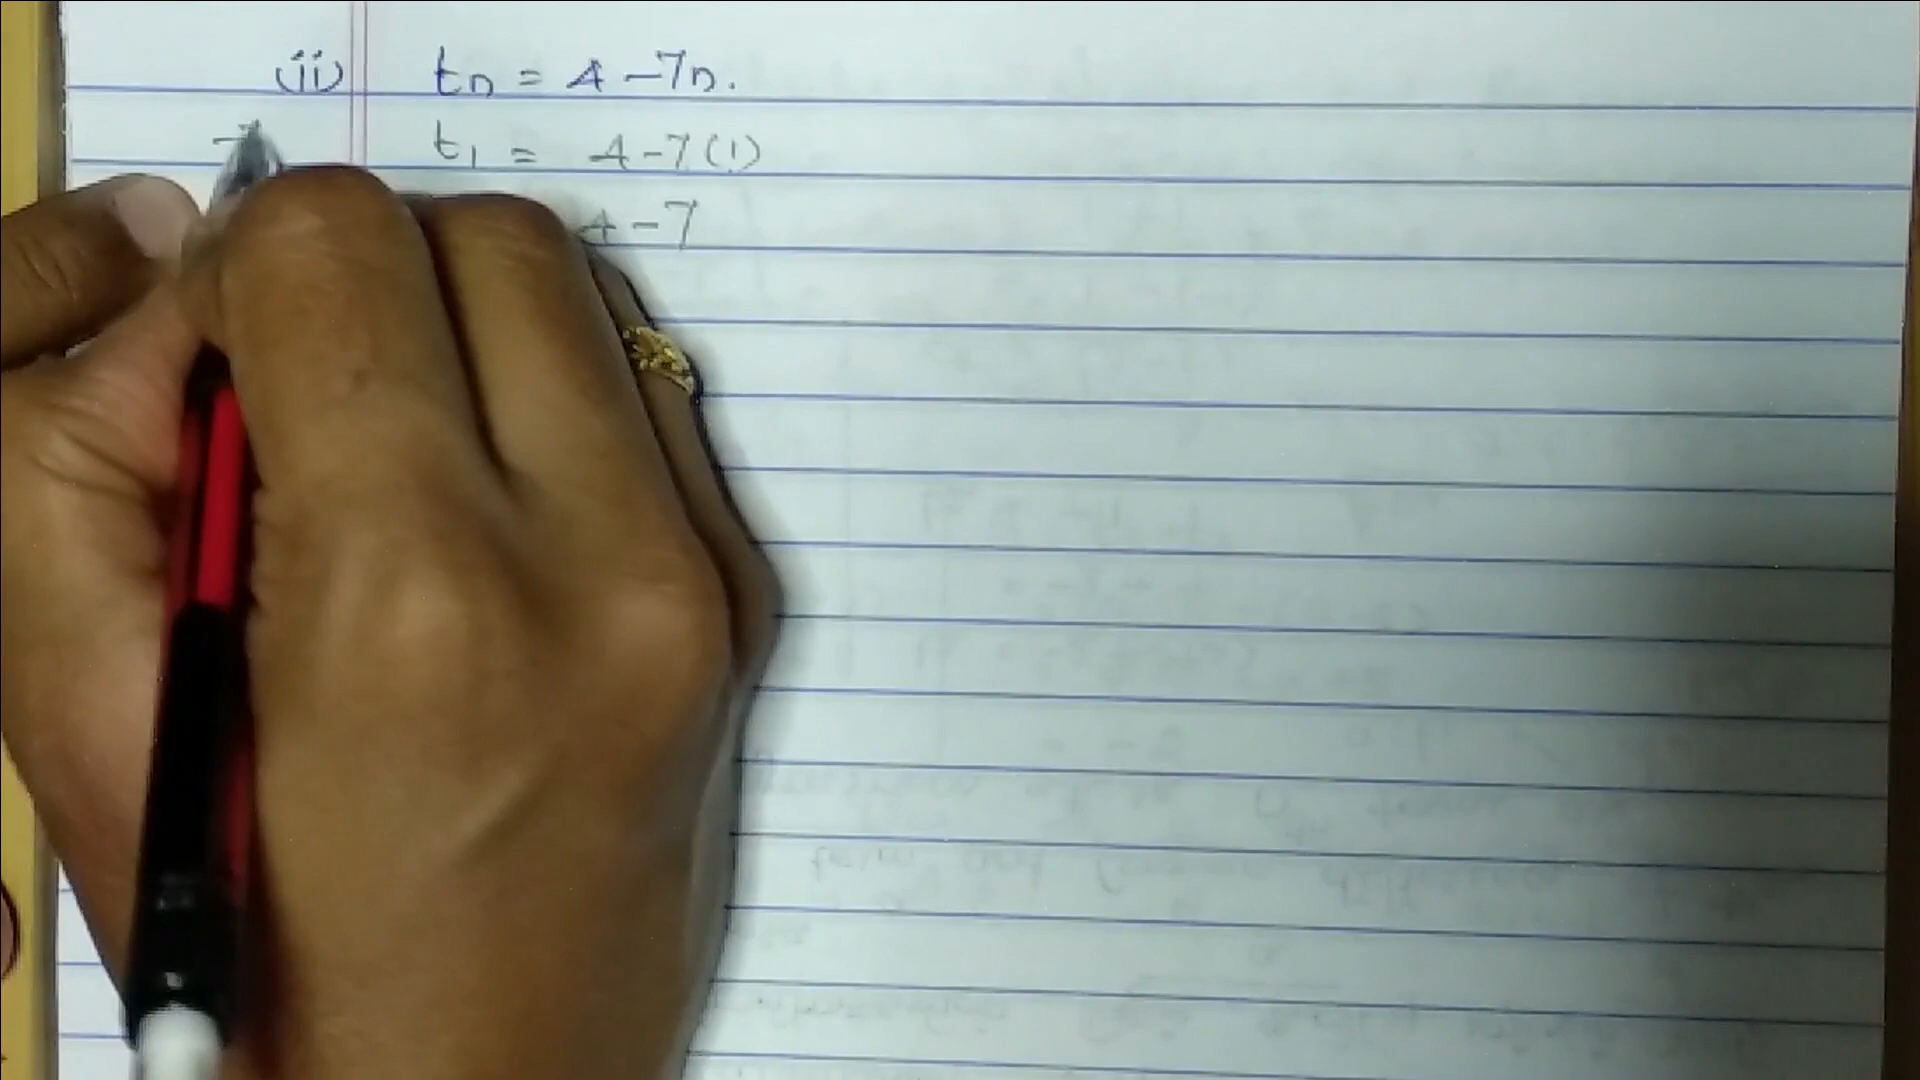 (ii) tn = 4 - 7n.
t1 = 4 - 7(1)
4 - 7